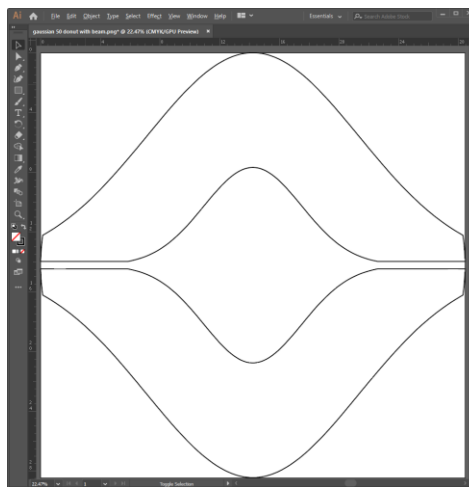 Ai File Edit Object Type Select Effect View Window Help Essentials Search Adobe Stock
gaussian 50 donut with beam.png* @ 22.47% (CMYK/GPU Preview) ×
22.47% 1 Toggle Selection